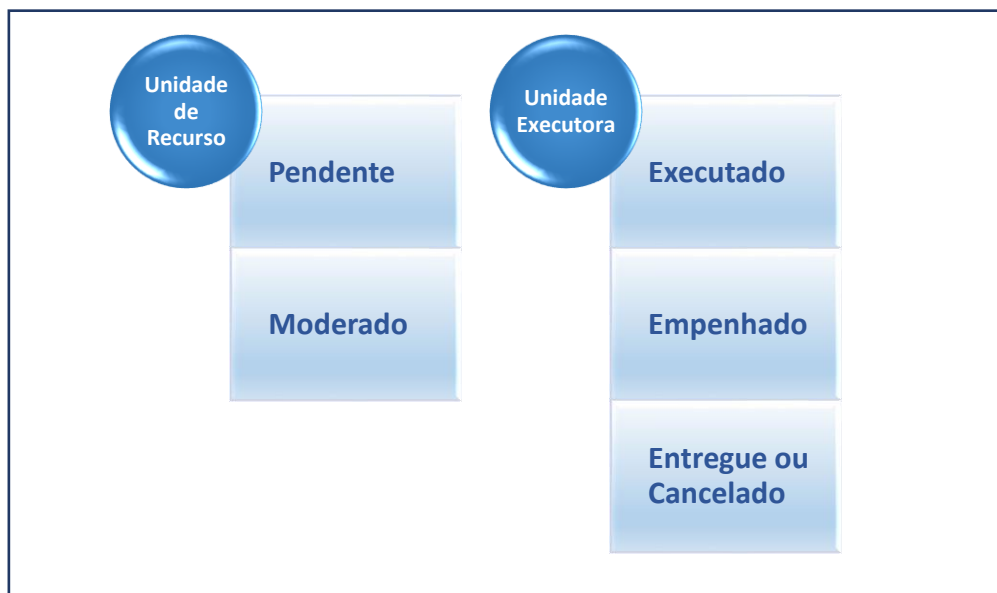 Unidade
de
Recurso
Pendente
Moderado
Unidade
Executora
Executado
Empenhado
Entregue ou
Cancelado